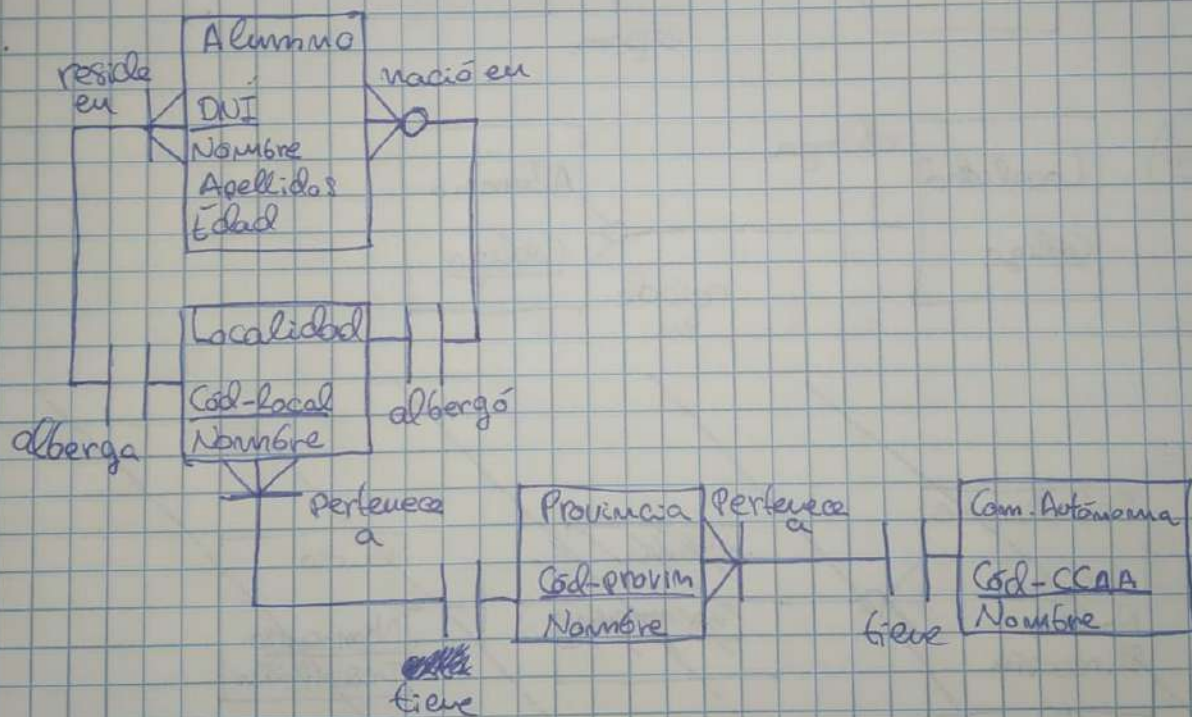 Alumno
reside
en
nació en
DNI
Nombre
Apellidos
Edad
Localidad
Cód-local
Nombre
alberga
albergó
Pertenece
a
Provincia
Cód-provin
Nombre
Pertenece
a
Com. Autónoma
Cód-CCAA
Nombre
tiene
tiene